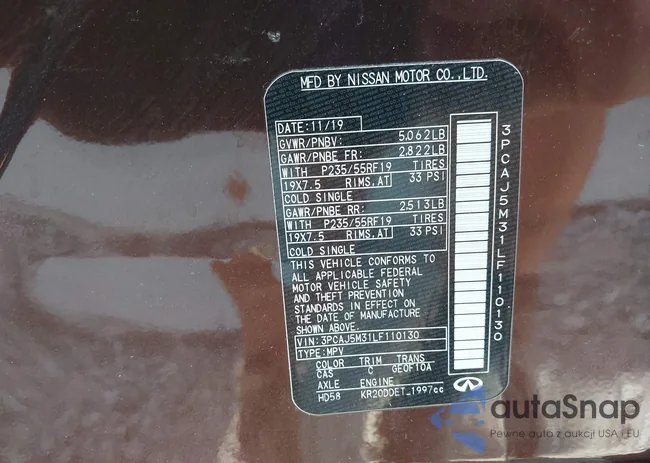 MFD BY NISSAN MOTOR CO.,LTD.
DATE: 11/19
GVWR/PNBV: 5.062LB
GAWR/PNBE FR: 2.822LB
WITH P235/55RF19 TIRES
19X7.5 RIMS.AT 33 PSI
COLD SINGLE
GAWR/PNBE RR: 2.513LB
WITH P235/55RF19 TIRES
19X7.5 RIMS.AT 33 PSI
COLD SINGLE
THIS VEHICLE CONFORMS TO
ALL APPLICABLE FEDERAL
MOTOR VEHICLE SAFETY
AND THEFT PREVENTION
STANDARDS IN EFFECT ON
THE DATE OF MANUFACTURE
SHOWN ABOVE.
VIN: 3PCAJ5M31LF110130
TYPE: MPV
COLOR TRIM TRANS
CAS C GE0F10A
AXLE ENGINE
HD58 KR20DDET_1997cc
3PCAJ5M31LF110130
autaSnap
Pewne auto z aukcji USA i EU